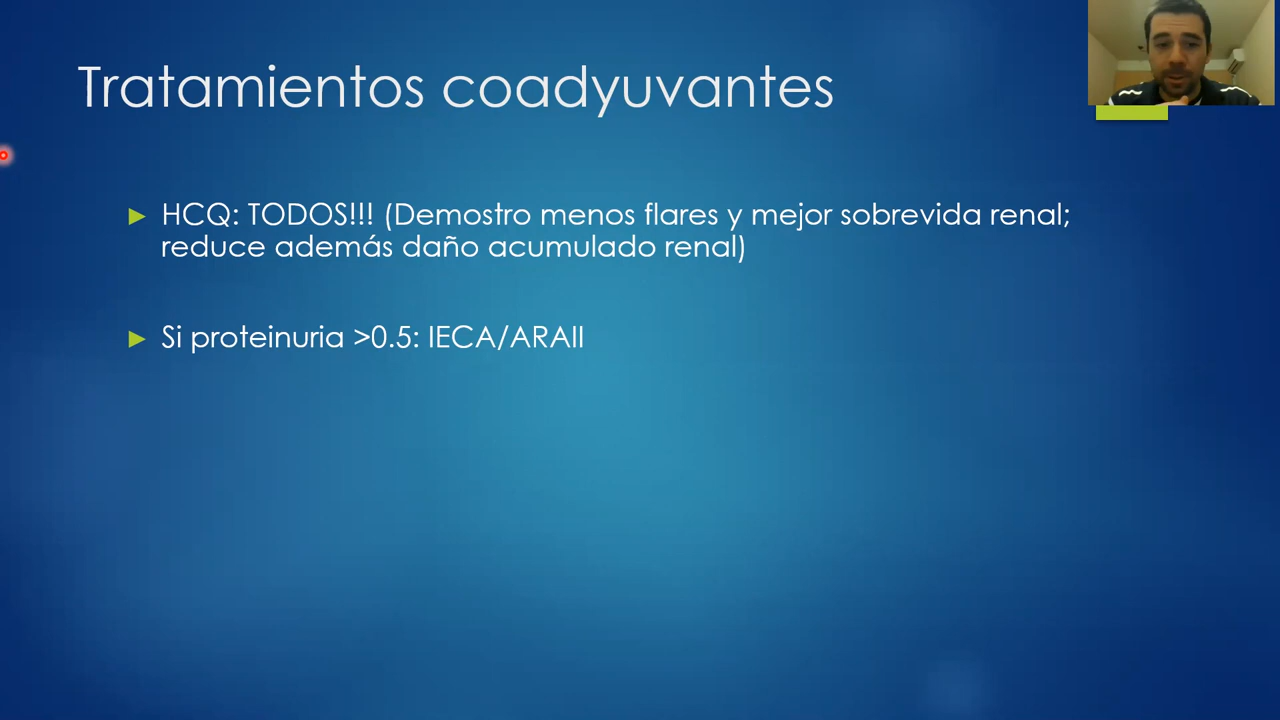 Tratamientos coadyuvantes
HCQ: TODOS!!! (Demostro menos flares y mejor sobrevida renal;
reduce además daño acumulado renal)
Si proteinuria >0.5: IECA/ARAII